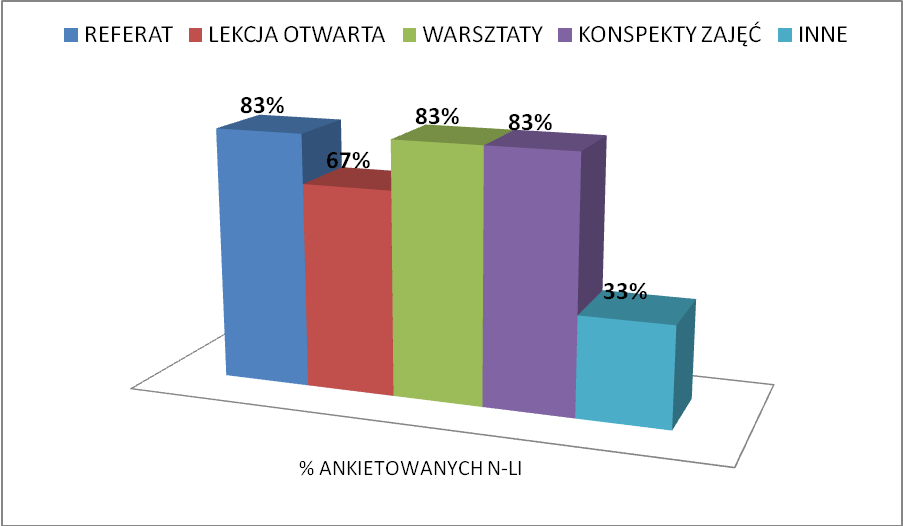 REFERAT LEKCJA OTWARTA WARSZTATY KONSPEKTY ZAJĘĆ INNE
83%
67%
83%
83%
33%
% ANKIETOWANYCH N-LI